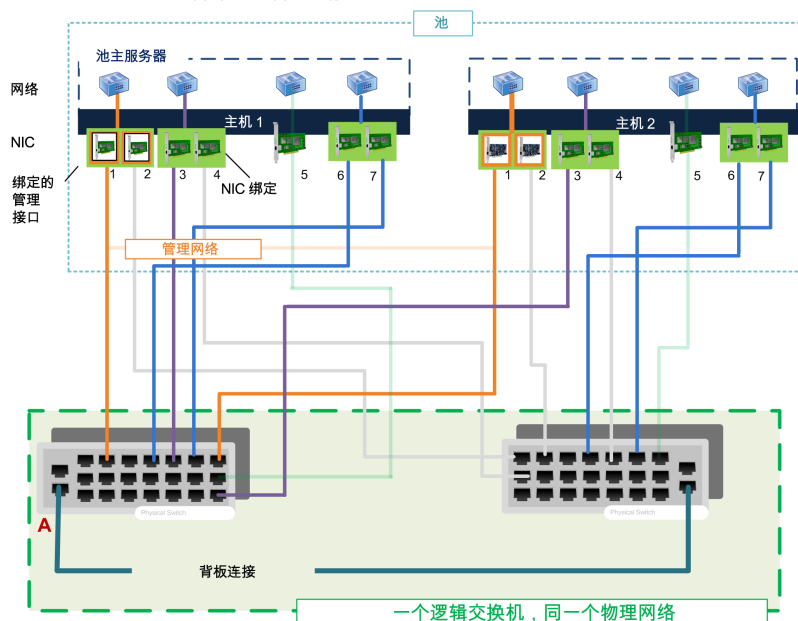 池
池主服务器
网络
主机 1
主机 2
NIC
绑定的
管理
接口
1
2
3
4
5
6
7
NIC 绑定
1
2
3
4
5
6
7
管理网络
A
Physical Switch
Physical Switch
背板连接
一个逻辑交换机，同一个物理网络